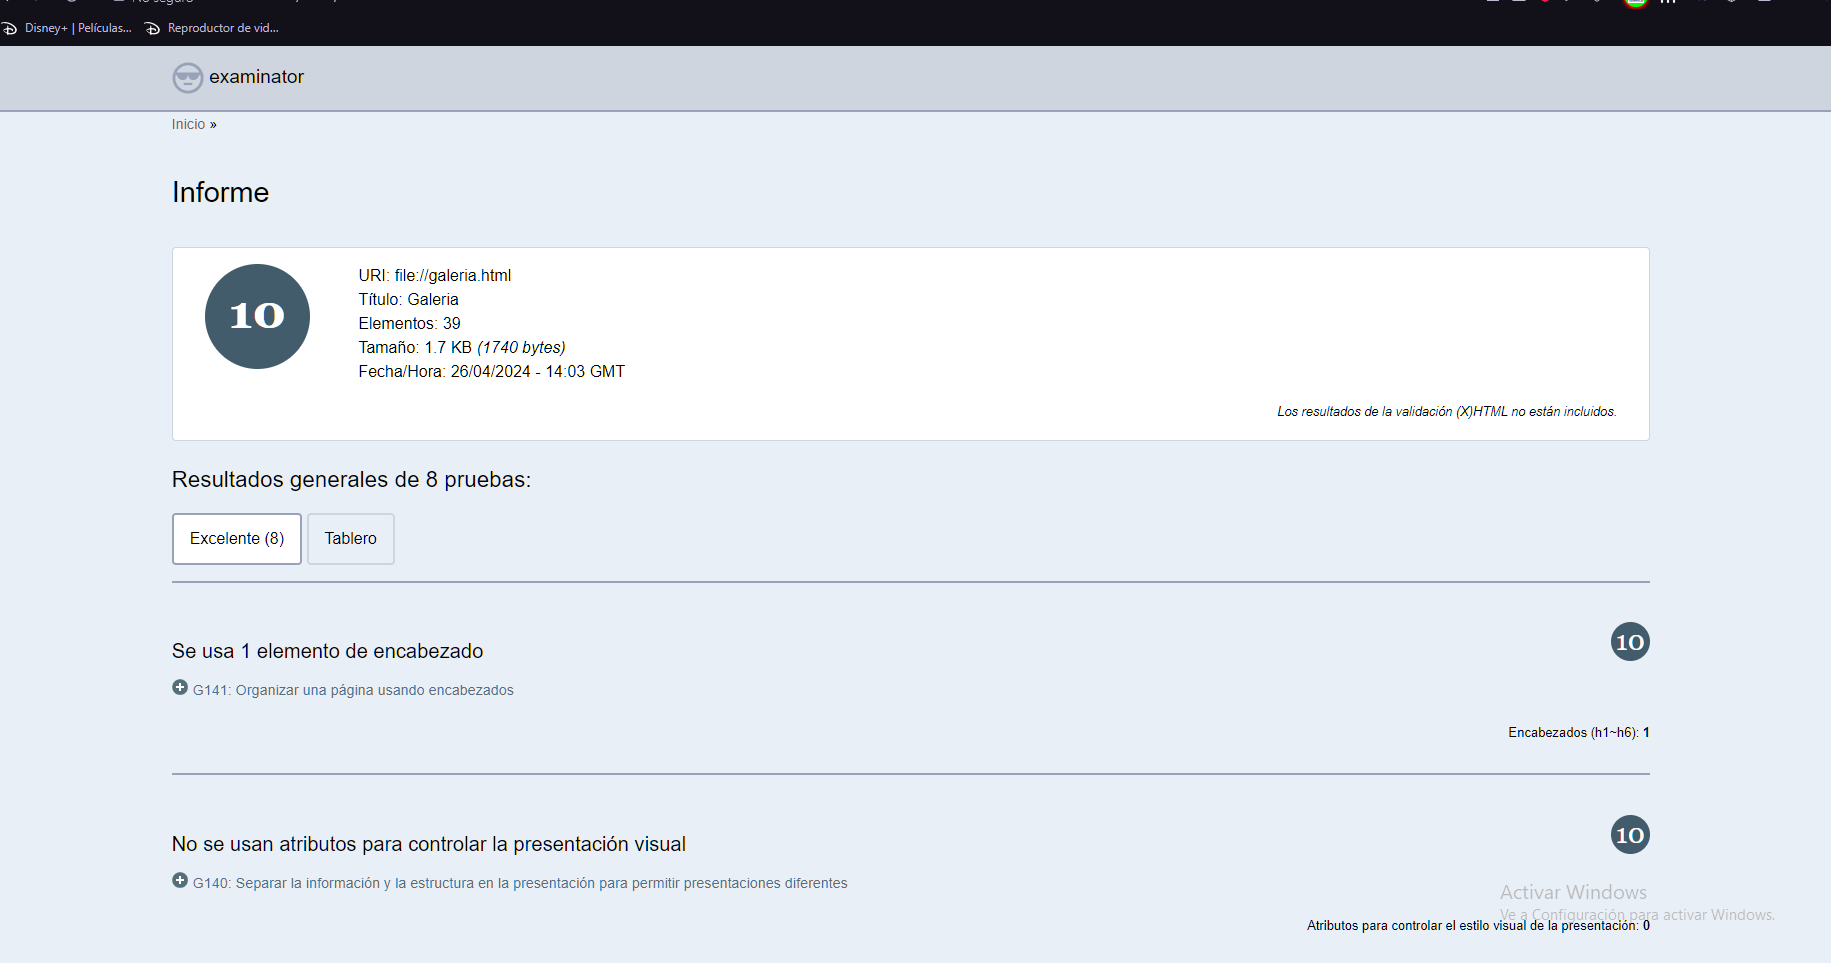 Disney+ | Películas...
Reproductor de vid...
examinator
Inicio »
Informe
10
URI: file://galeria.html
Título: Galeria
Elementos: 39
Tamaño: 1.7 KB (1740 bytes)
Fecha/Hora: 26/04/2024 - 14:03 GMT
Los resultados de la validación (X)HTML no están incluidos.
Resultados generales de 8 pruebas:
Excelente (8)
Tablero
Se usa 1 elemento de encabezado
10
G141: Organizar una página usando encabezados
Encabezados (h1~h6): 1
No se usan atributos para controlar la presentación visual
10
G140: Separar la información y la estructura en la presentación para permitir presentaciones diferentes
Activar Windows
Ve a Configuración para activar Windows.
Atributos para controlar el estilo visual de la presentación: 0